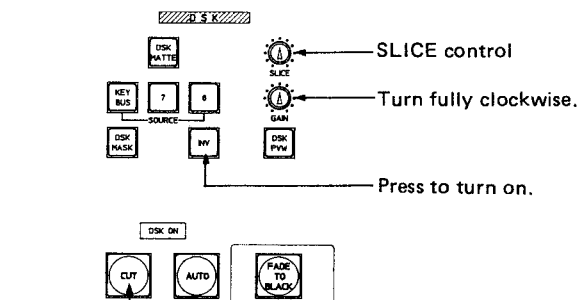 DSK
DSK MATTE
SLICE control
SLICE
KEY BUS
7
6
Turn fully clockwise.
SOURCE
GAIN
DSK MASK
INV
DSK PVW
Press to turn on.
DSK ON
CUT
AUTO
FADE TO BLACK